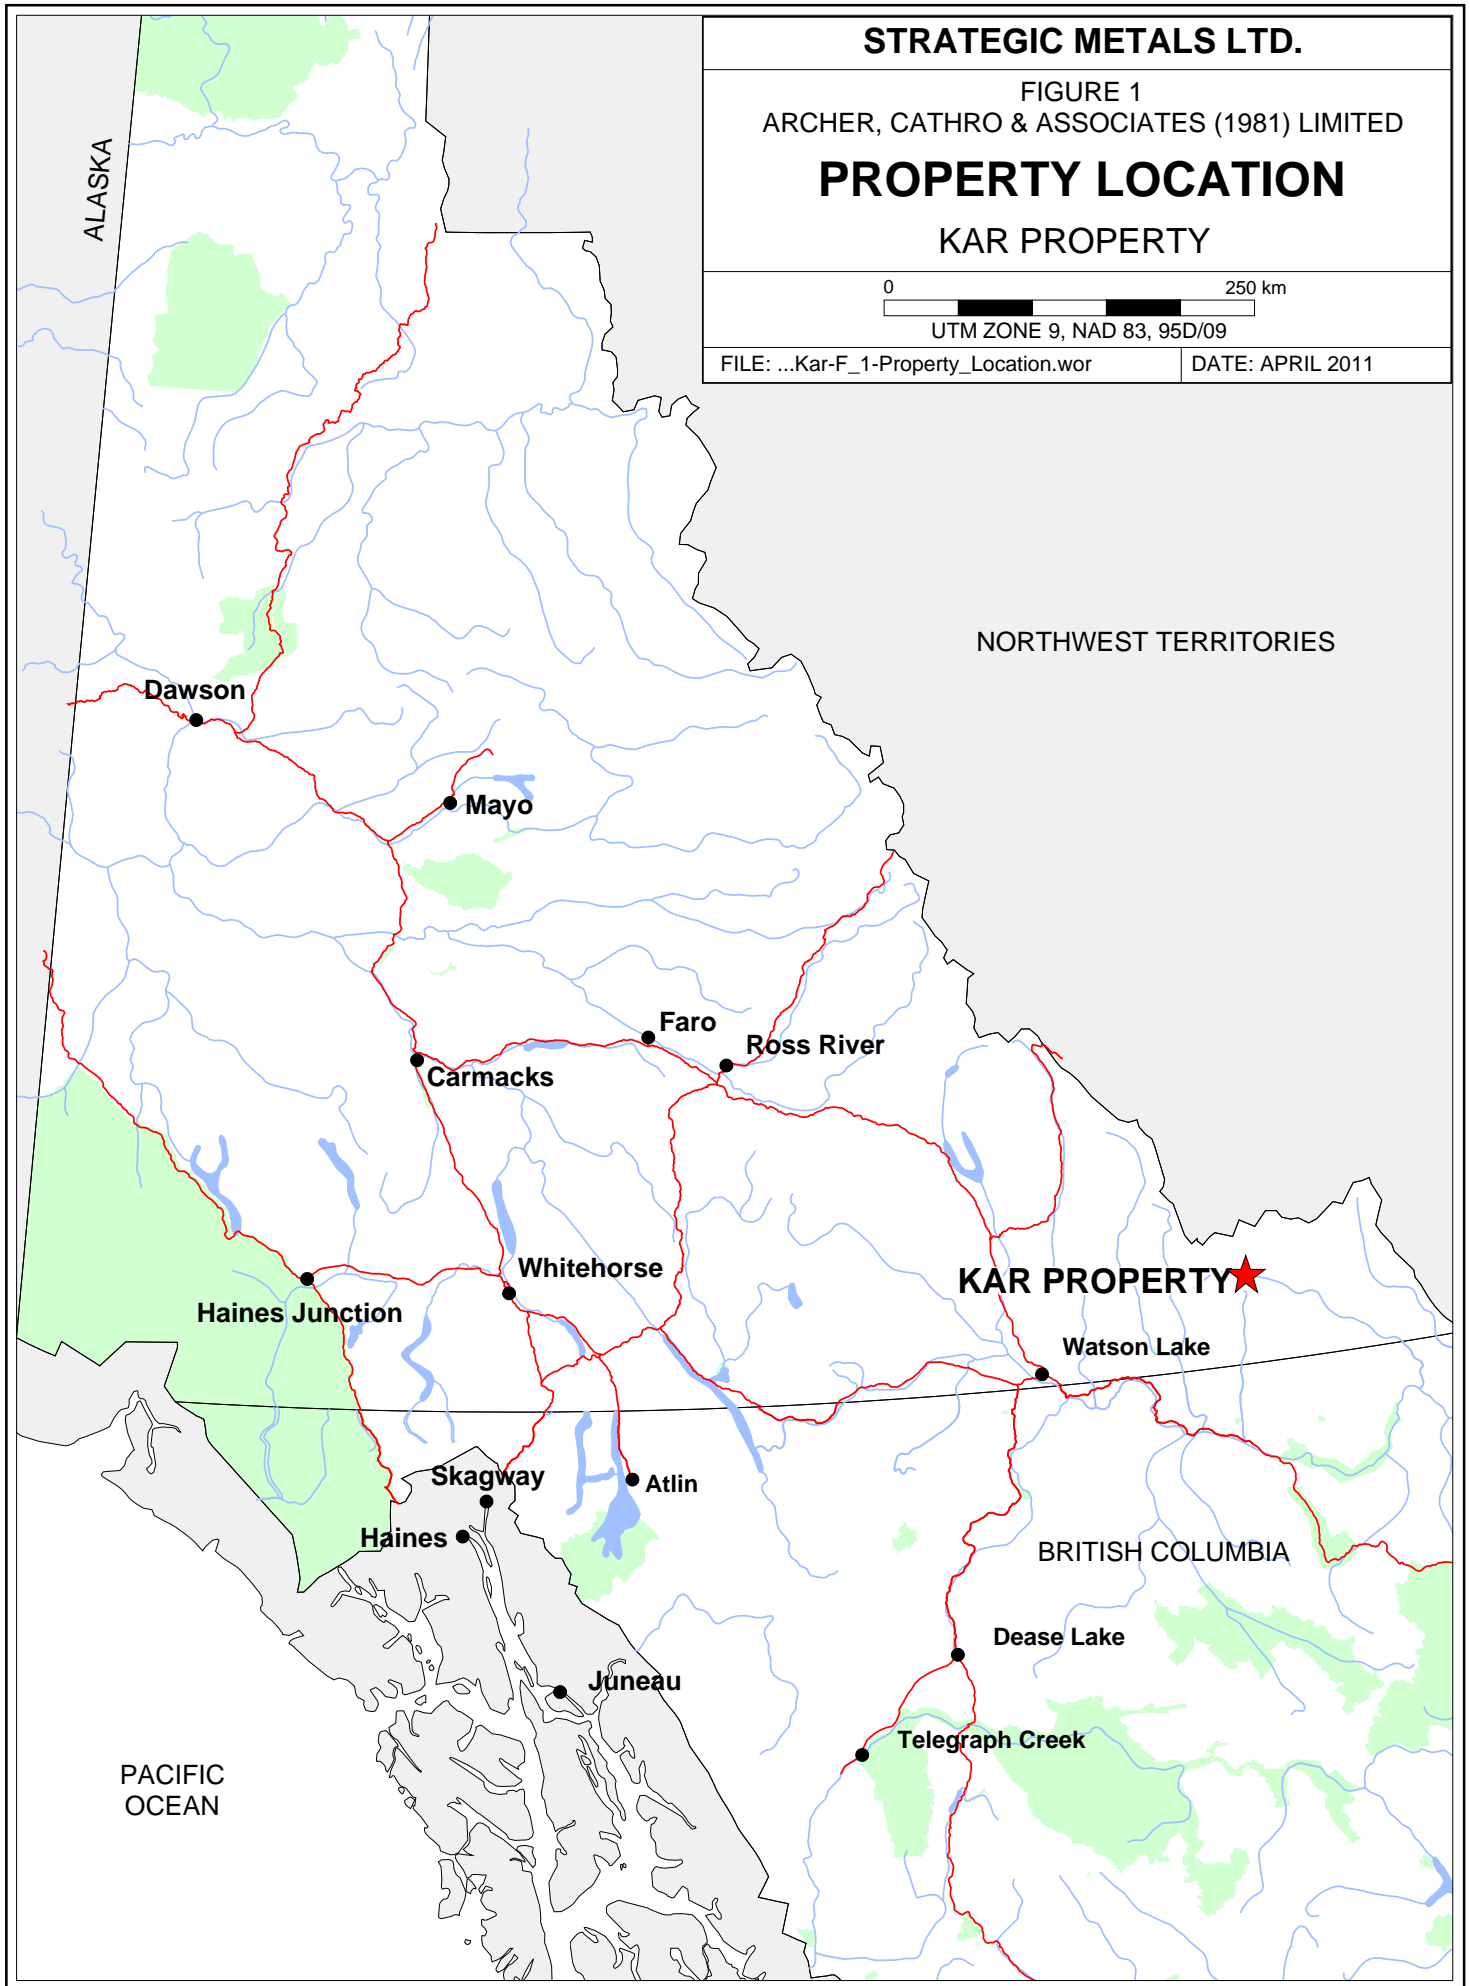 STRATEGIC METALS LTD.
FIGURE 1
ARCHER, CATHRO & ASSOCIATES (1981) LIMITED
PROPERTY LOCATION
KAR PROPERTY
0 250 km
UTM ZONE 9, NAD 83, 95D/09
FILE: ...Kar-F_1-Property_Location.wor DATE: APRIL 2011
ALASKA
NORTHWEST TERRITORIES
Dawson
Mayo
Faro
Ross River
Carmacks
Whitehorse
KAR PROPERTY
Haines Junction
Watson Lake
Skagway
Atlin
Haines
BRITISH COLUMBIA
Dease Lake
Juneau
Telegraph Creek
PACIFIC
OCEAN